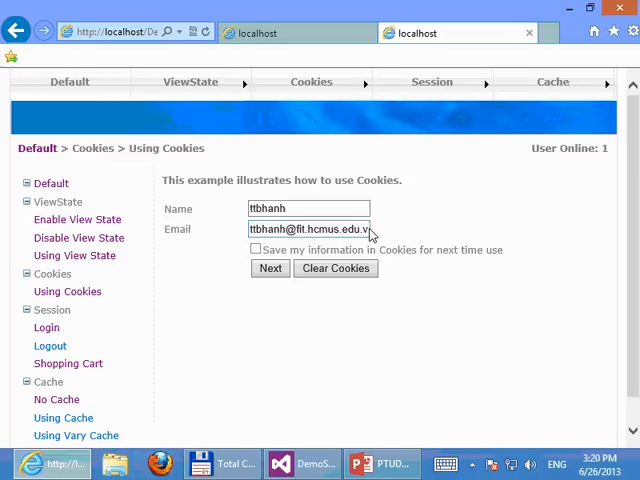 http://localhost/De
localhost
localhost
Default
ViewState
Cookies
Session
Cache
Default > Cookies > Using Cookies
User Online: 1
Default
ViewState
Enable View State
Disable View State
Using View State
Cookies
Using Cookies
Session
Login
Logout
Shopping Cart
Cache
No Cache
Using Cache
Using Vary Cache
This example illustrates how to use Cookies.
Name
ttbhanh
Email
ttbhanh@fit.hcmus.edu.v
Save my information in Cookies for next time use
Next
Clear Cookies
http://l...
Total C...
DemoS...
PTUD...
ENG
3:20 PM
6/26/2013